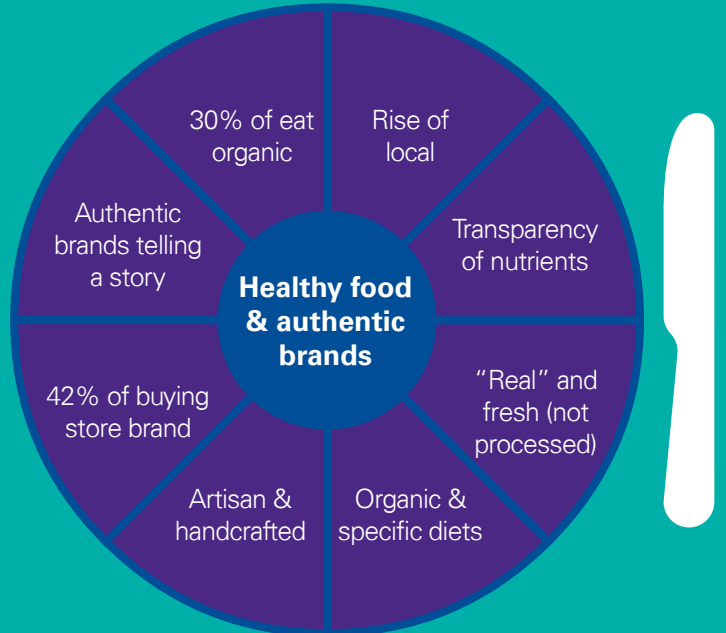 30% of eat
organic
Rise of
local
Authentic
brands telling
a story
Transparency
of nutrients
Healthy food
& authentic
brands
42% of buying
store brand
“Real” and
fresh (not
processed)
Artisan &
handcrafted
Organic &
specific diets